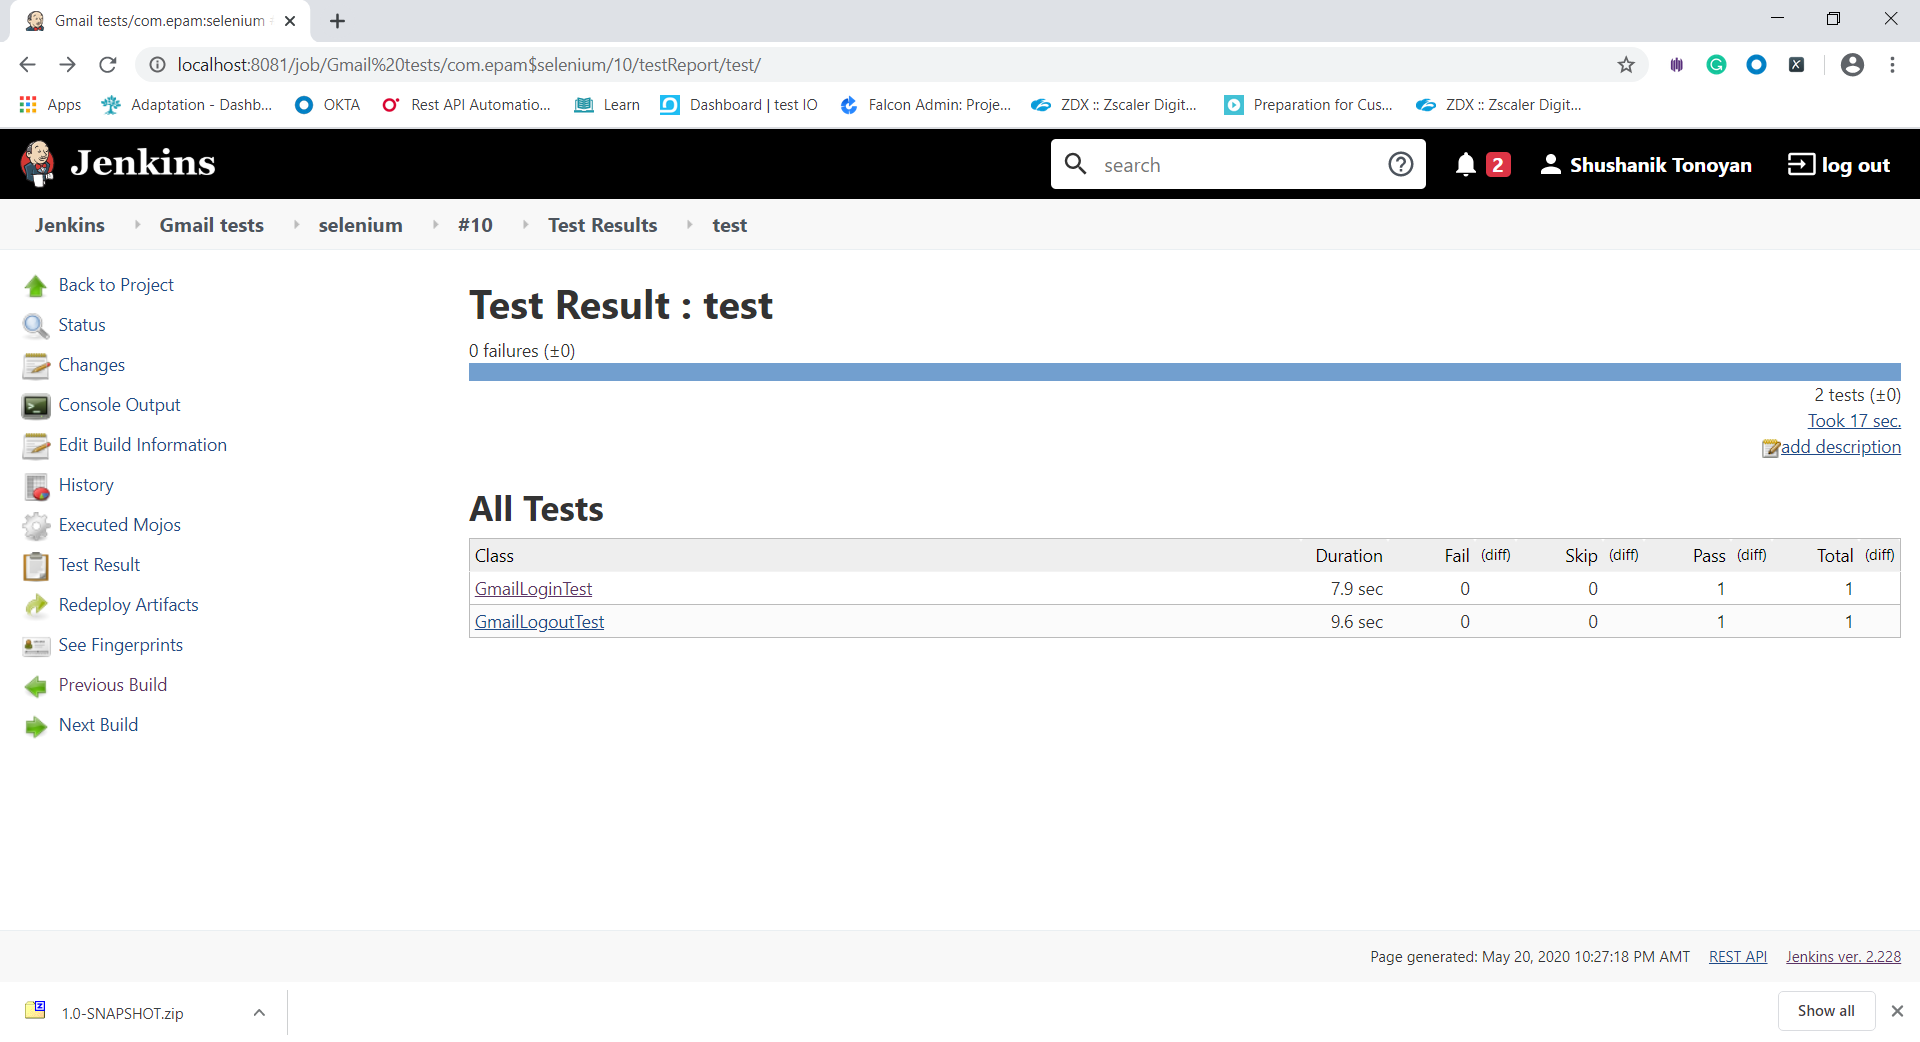 Gmail tests/com.epam:selenium
localhost:8081/job/Gmail%20tests/com.epam$selenium/10/testReport/test/
Apps Adaptation - Dashb... OKTA Rest API Automatio... Learn Dashboard | test IO Falcon Admin: Proje... ZDX :: Zscaler Digit... Preparation for Cus... ZDX :: Zscaler Digit...
Jenkins search 2 Shushanik Tonoyan log out
Jenkins Gmail tests selenium #10 Test Results test
Back to Project
Status
Changes
Console Output
Edit Build Information
History
Executed Mojos
Test Result
Redeploy Artifacts
See Fingerprints
Previous Build
Next Build
Test Result : test
0 failures (±0)
2 tests (±0)
Took 17 sec.
add description
All Tests
Class Duration Fail (diff) Skip (diff) Pass (diff) Total (diff)
GmailLoginTest 7.9 sec 0 0 1 1
GmailLogoutTest 9.6 sec 0 0 1 1
Page generated: May 20, 2020 10:27:18 PM AMT REST API Jenkins ver. 2.228
1.0-SNAPSHOT.zip Show all